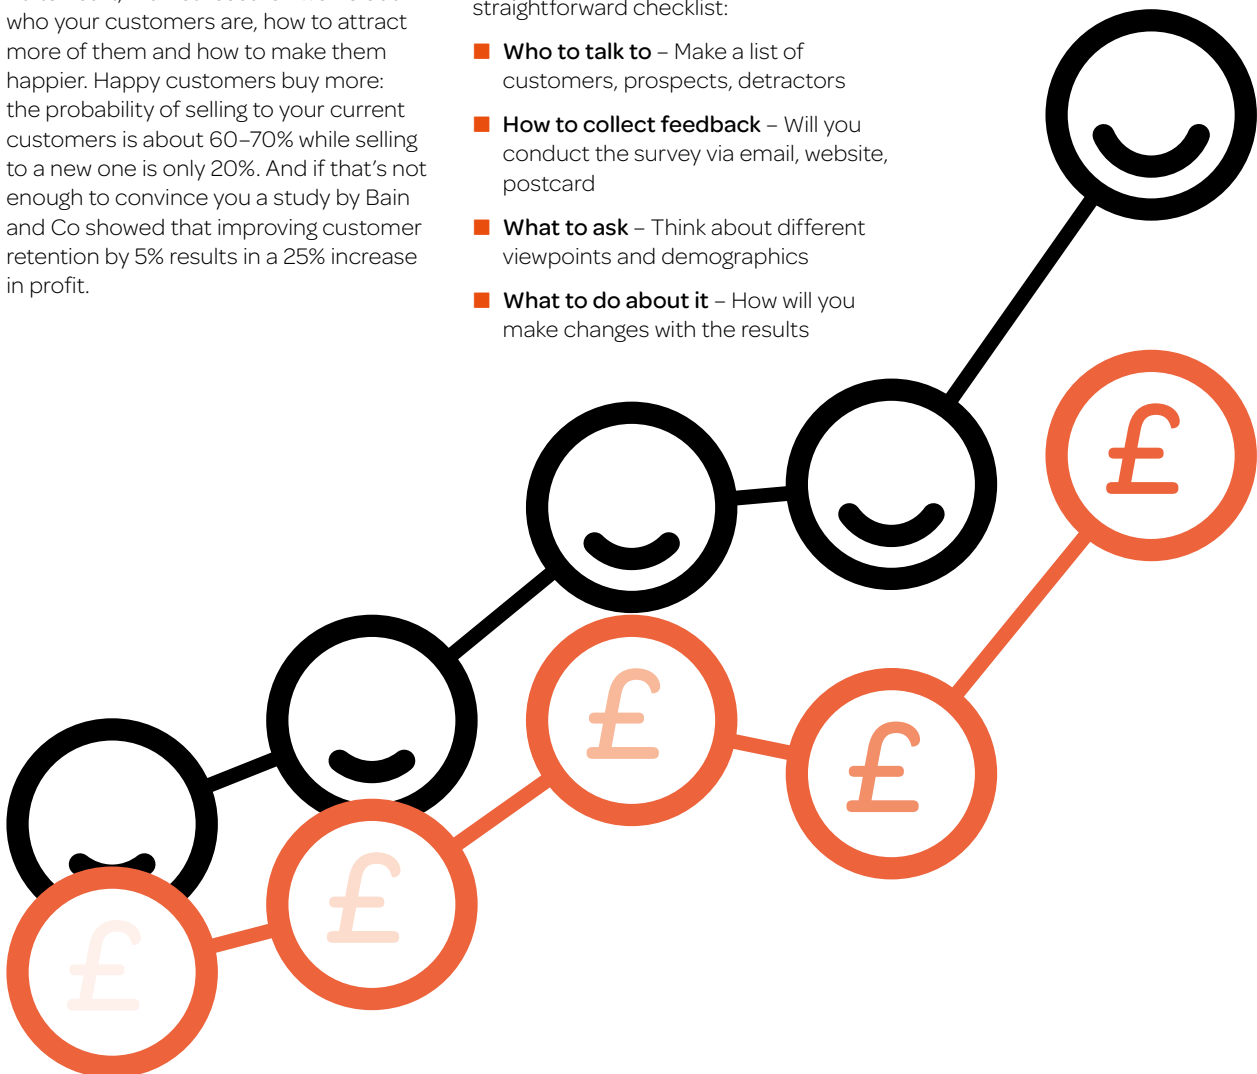 who your customers are, how to attract
more of them and how to make them
happier. Happy customers buy more:
the probability of selling to your current
customers is about 60–70% while selling
to a new one is only 20%. And if that’s not
enough to convince you a study by Bain
and Co showed that improving customer
retention by 5% results in a 25% increase
in profit.
straightforward checklist:
■ Who to talk to – Make a list of
customers, prospects, detractors
■ How to collect feedback – Will you
conduct the survey via email, website,
postcard
■ What to ask – Think about different
viewpoints and demographics
■ What to do about it – How will you
make changes with the results
£
£
£
£
£